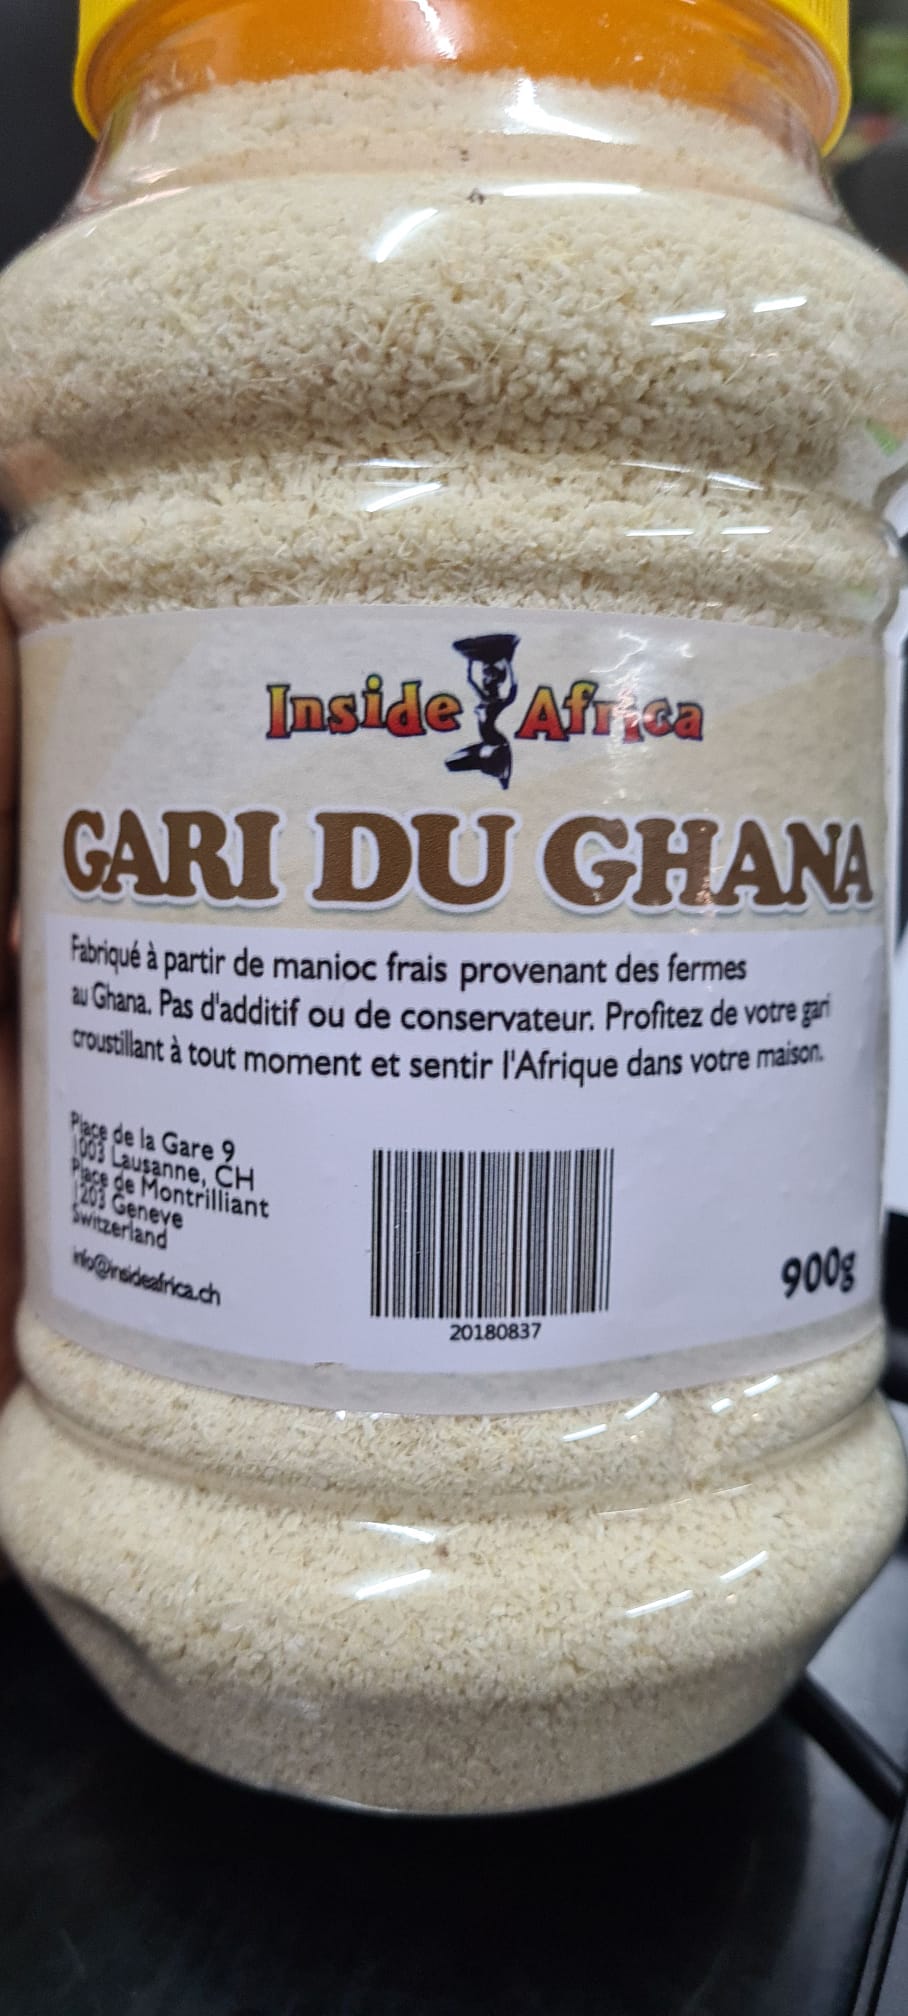 Inside Africa
GARI DU GHANA
Fabriqué à partir de manioc frais provenant des fermes
au Ghana. Pas d'additif ou de conservateur. Profitez de votre gari
croustillant à tout moment et sentir l'Afrique dans votre maison.
Place de la Gare 9
1003 Lausanne, CH
Place de Montrilliant
1203 Geneve
Switzerland
info@insideafrica.ch
20180837
900g